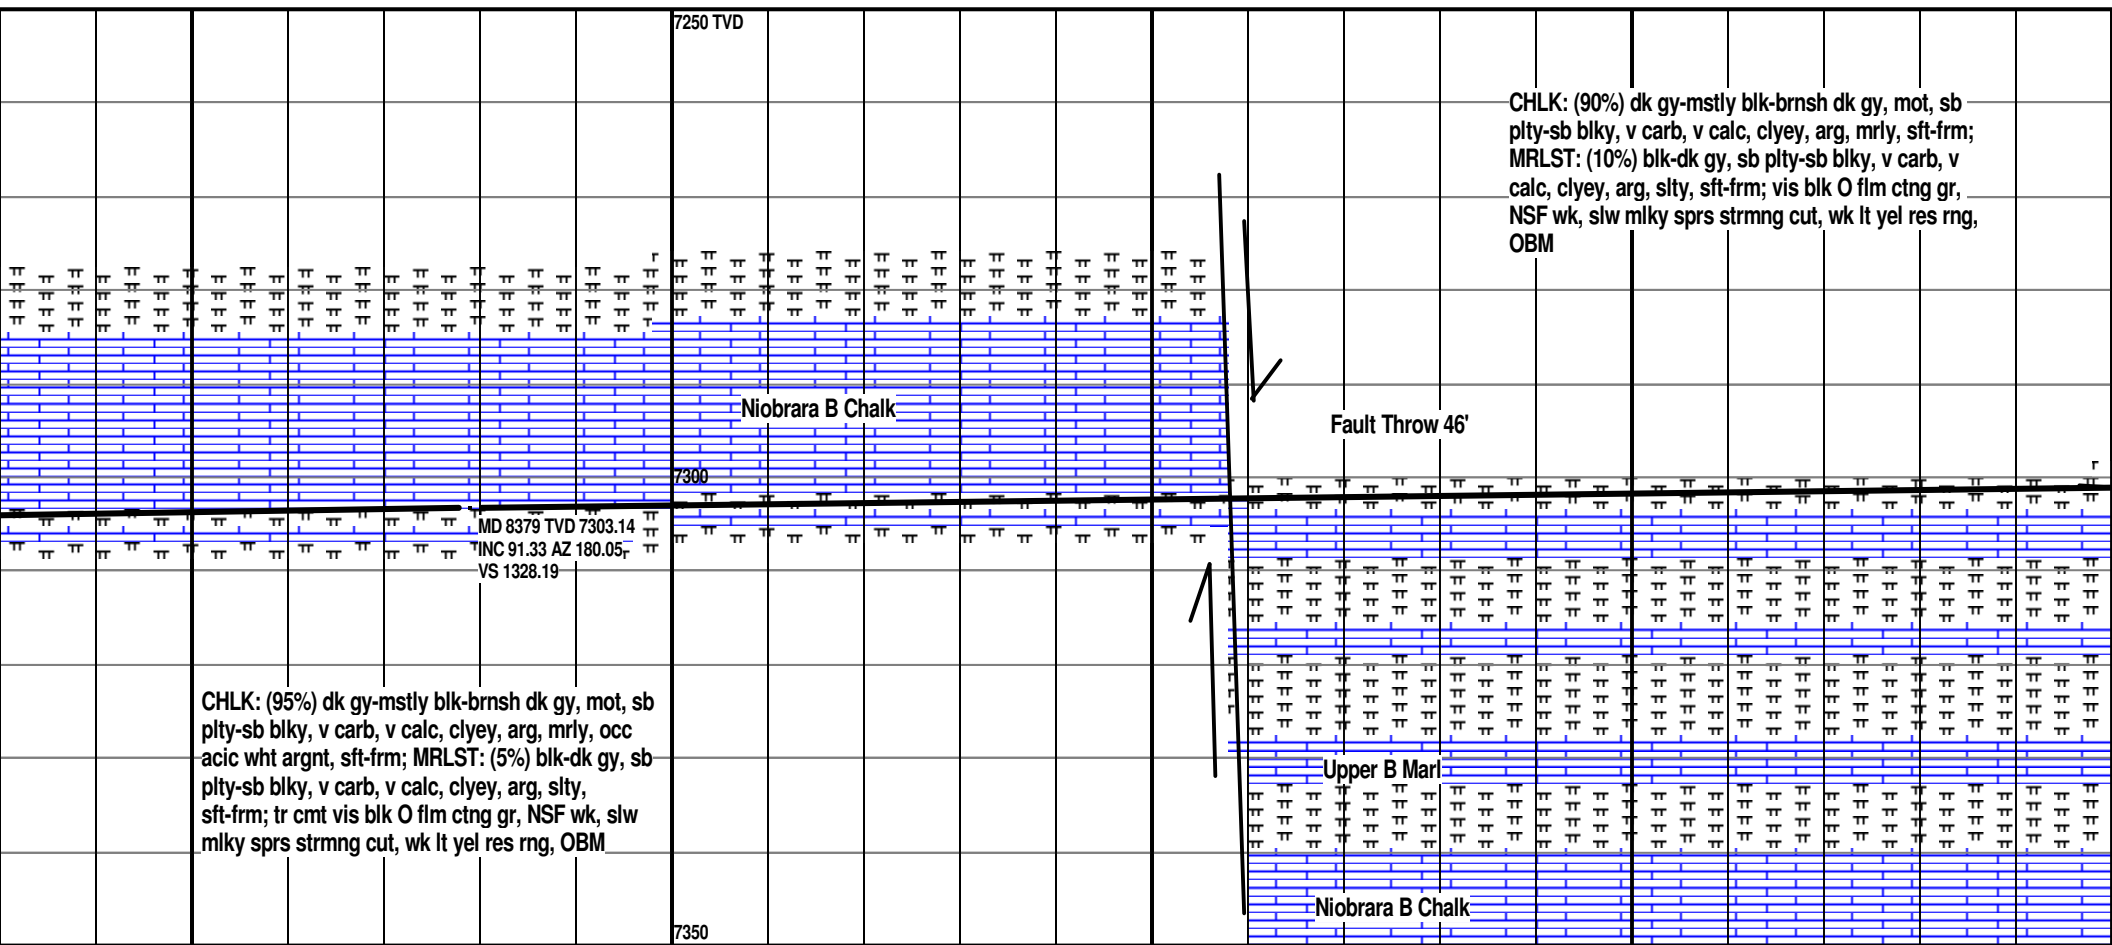 7250 TVD
CHLK: (90%) dk gy-mstly blk-brnsh dk gy, mot, sb
plty-sb blky, v carb, v calc, clyey, arg, mrly, sft-frm;
MRLST: (10%) blk-dk gy, sb plty-sb blky, v carb, v
calc, clyey, arg, slty, sft-frm; vis blk O flm ctng gr,
NSF wk, slw mlky sprs strmng cut, wk lt yel res rng,
OBM
Niobrara B Chalk
Fault Throw 46'
7300
MD 8379 TVD 7303.14
INC 91.33 AZ 180.05
VS 1328.19
CHLK: (95%) dk gy-mstly blk-brnsh dk gy, mot, sb
plty-sb blky, v carb, v calc, clyey, arg, mrly, occ
acic wht argnt, sft-frm; MRLST: (5%) blk-dk gy, sb
plty-sb blky, v carb, v calc, clyey, arg, slty,
sft-frm; tr cmt vis blk O flm ctng gr, NSF wk, slw
mlky sprs strmng cut, wk lt yel res rng, OBM
Upper B Marl
Niobrara B Chalk
7350